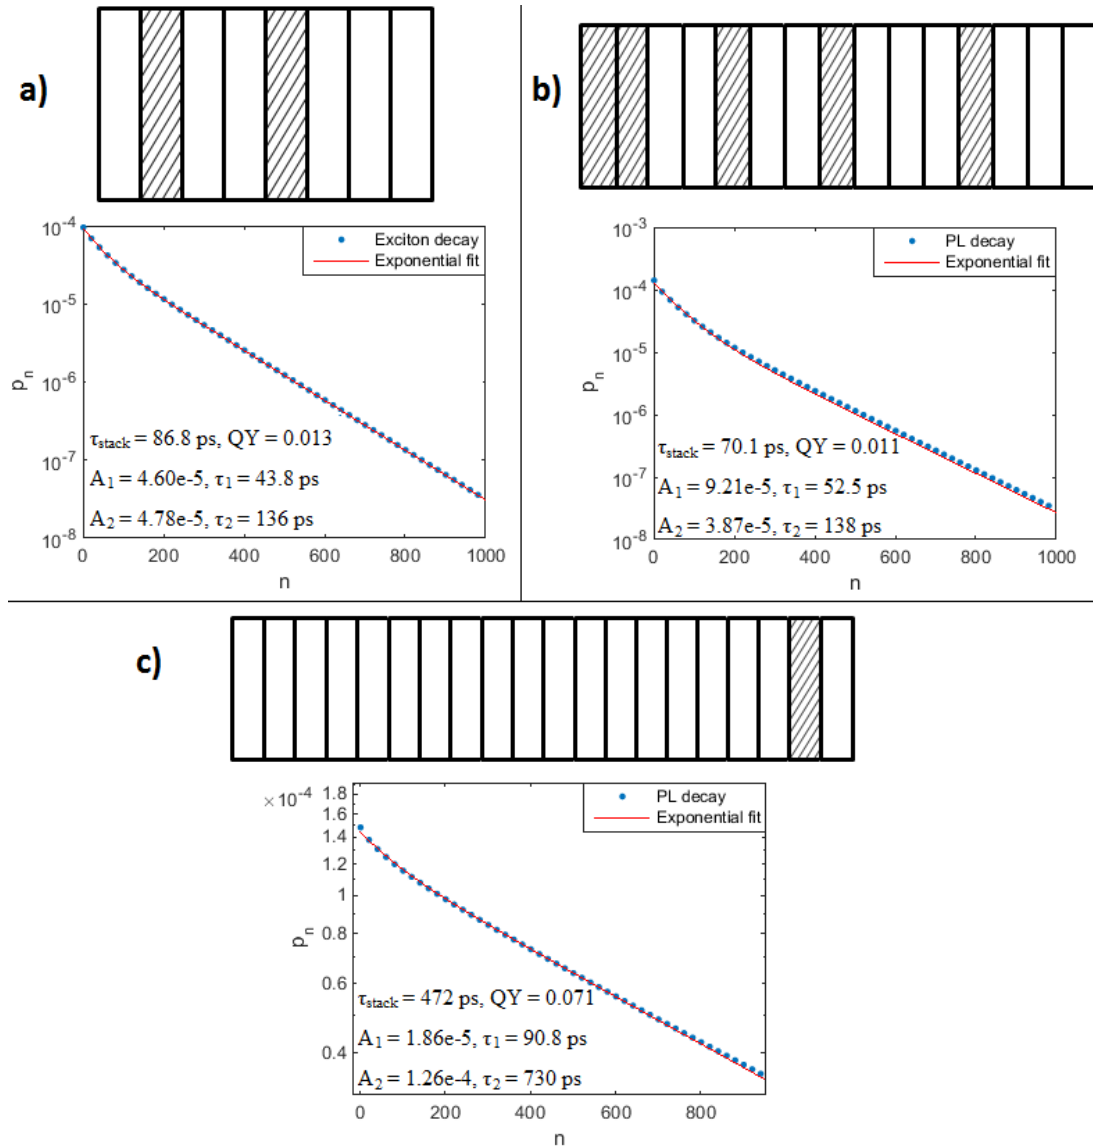 a)
10^-4
10^-5
10^-6
10^-7
10^-8
p_n
Exciton decay
Exponential fit
τ_stack = 86.8 ps, QY = 0.013
A_1 = 4.60e-5, τ_1 = 43.8 ps
A_2 = 4.78e-5, τ_2 = 136 ps
0 200 400 600 800 1000
n
b)
10^-3
10^-4
10^-5
10^-6
10^-7
10^-8
p_n
PL decay
Exponential fit
τ_stack = 70.1 ps, QY = 0.011
A_1 = 9.21e-5, τ_1 = 52.5 ps
A_2 = 3.87e-5, τ_2 = 138 ps
0 200 400 600 800 1000
n
c)
× 10^-4
1.8
1.6
1.4
1.2
1
0.8
0.6
0.4
p_n
PL decay
Exponential fit
τ_stack = 472 ps, QY = 0.071
A_1 = 1.86e-5, τ_1 = 90.8 ps
A_2 = 1.26e-4, τ_2 = 730 ps
0 200 400 600 800
n